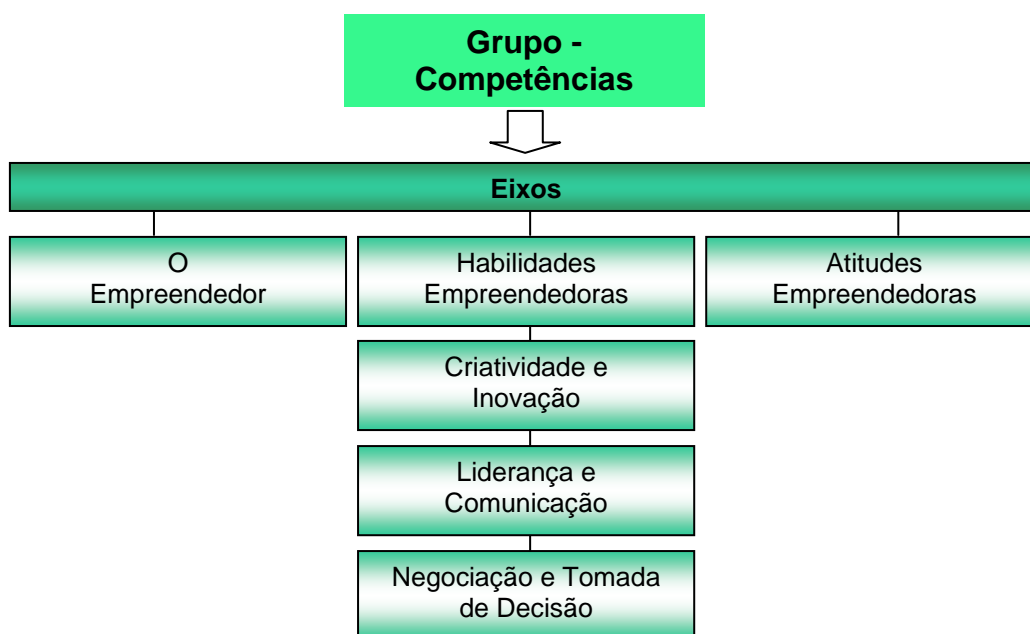 Grupo -
Competências
Eixos
O
Empreendedor
Habilidades
Empreendedoras
Atitudes
Empreendedoras
Criatividade e
Inovação
Liderança e
Comunicação
Negociação e Tomada
de Decisão